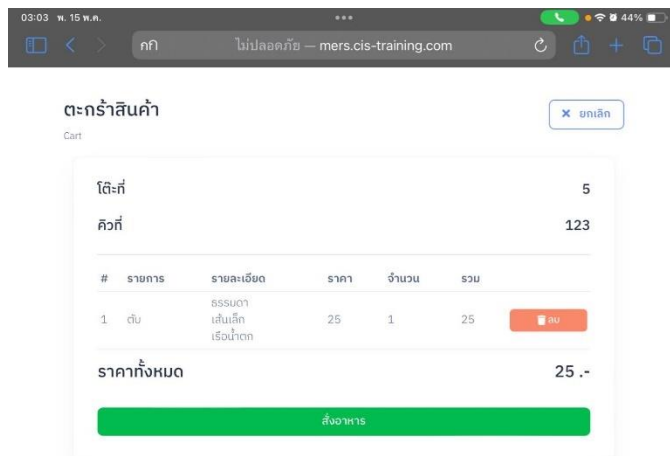 03:03 พ. 15 พ.ค. 44%
กก ไม่ปลอดภัย — mers.cis-training.com
ตะกร้าสินค้า × ยกเลิก
Cart
โต๊ะที่ 5
คิวที่ 123
# รายการ รายละเอียด ราคา จำนวน รวม
ธรรมดา
1 ตับ เส้นเล็ก 25 1 25 ลบ
เรือน้ำตก
ราคาทั้งหมด 25 .-
สั่งอาหาร